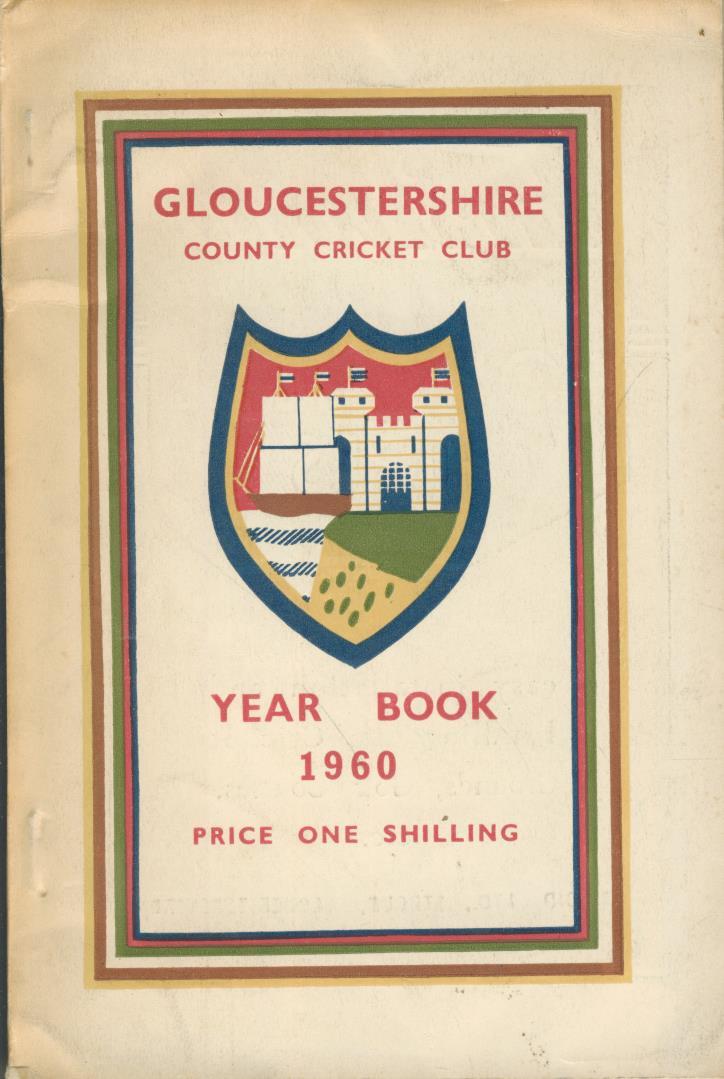 GLOUCESTERSHIRE
COUNTY CRICKET CLUB
YEAR BOOK
1960
PRICE ONE SHILLING